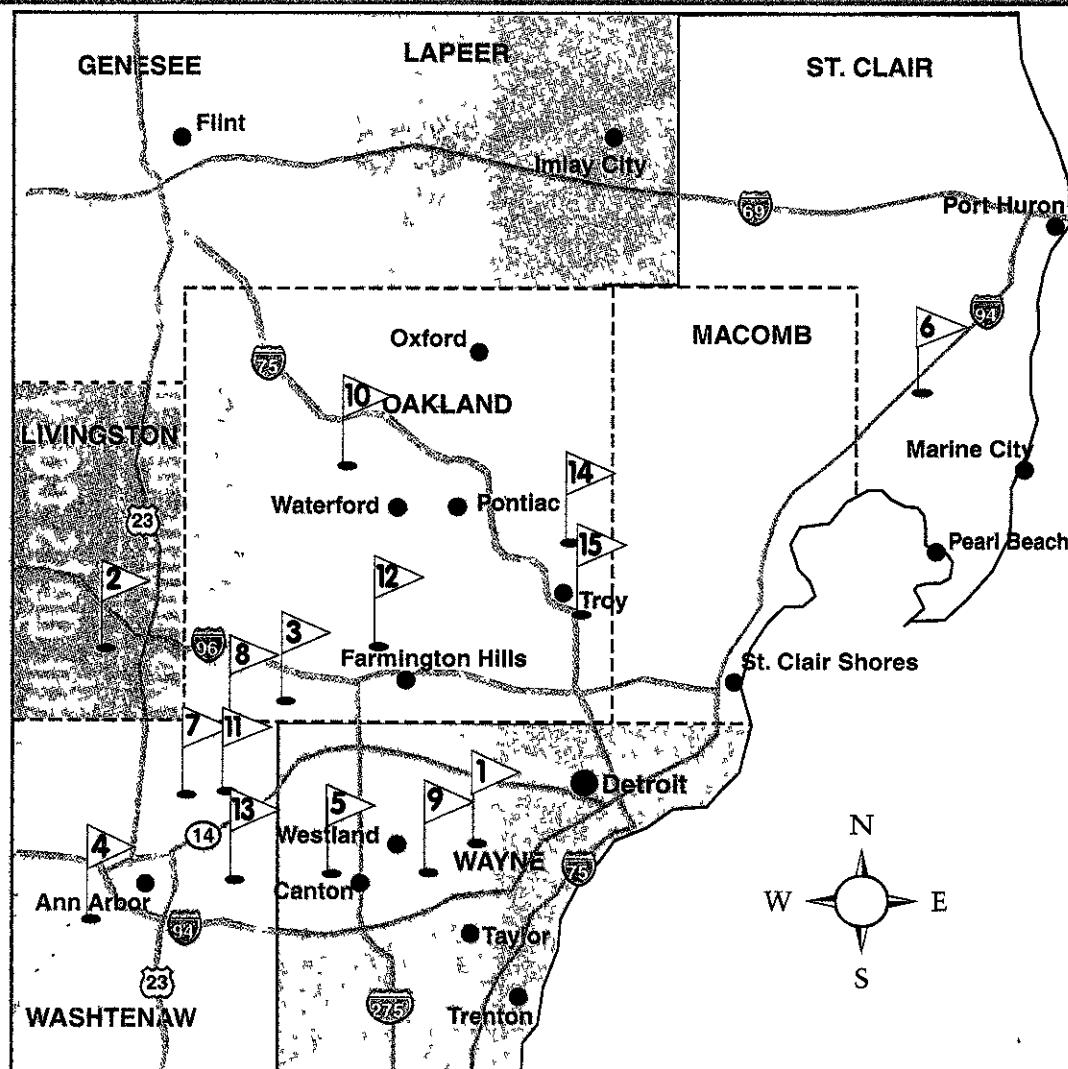 GENESEE
LAPEER
ST. CLAIR
Flint
Imlay City
69
Port Huron
94
6
MACOMB
Oxford
75
10
OAKLAND
LIVINGSTON
Marine City
14
Waterford
Pontiac
23
15
Pearl Beach
2
12
Troy
3
96
8
Farmington Hills
St. Clair Shores
7
11
1
Detroit
13
5
9
14
Westland
4
WAYNE
75
Canton
Ann Arbor
N
W
E
S
94
Taylor
23
275
Trenton
WASHTENAW